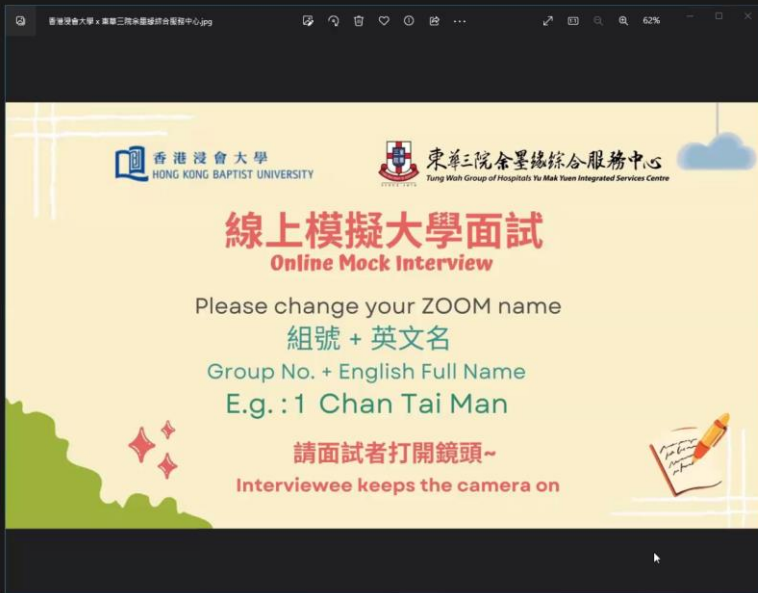 香港浸會大學 x 東華三院余墨緣綜合服務中心.jpg
62%
香港浸會大學
HONG KONG BAPTIST UNIVERSITY
東華三院余墨緣綜合服務中心
Tung Wah Group of Hospitals Yu Mak Yuen Integrated Services Centre
線上模擬大學面試
Online Mock Interview
Please change your ZOOM name
組號 + 英文名
Group No. + English Full Name
E.g. : 1 Chan Tai Man
請面試者打開鏡頭~
Interviewee keeps the camera on